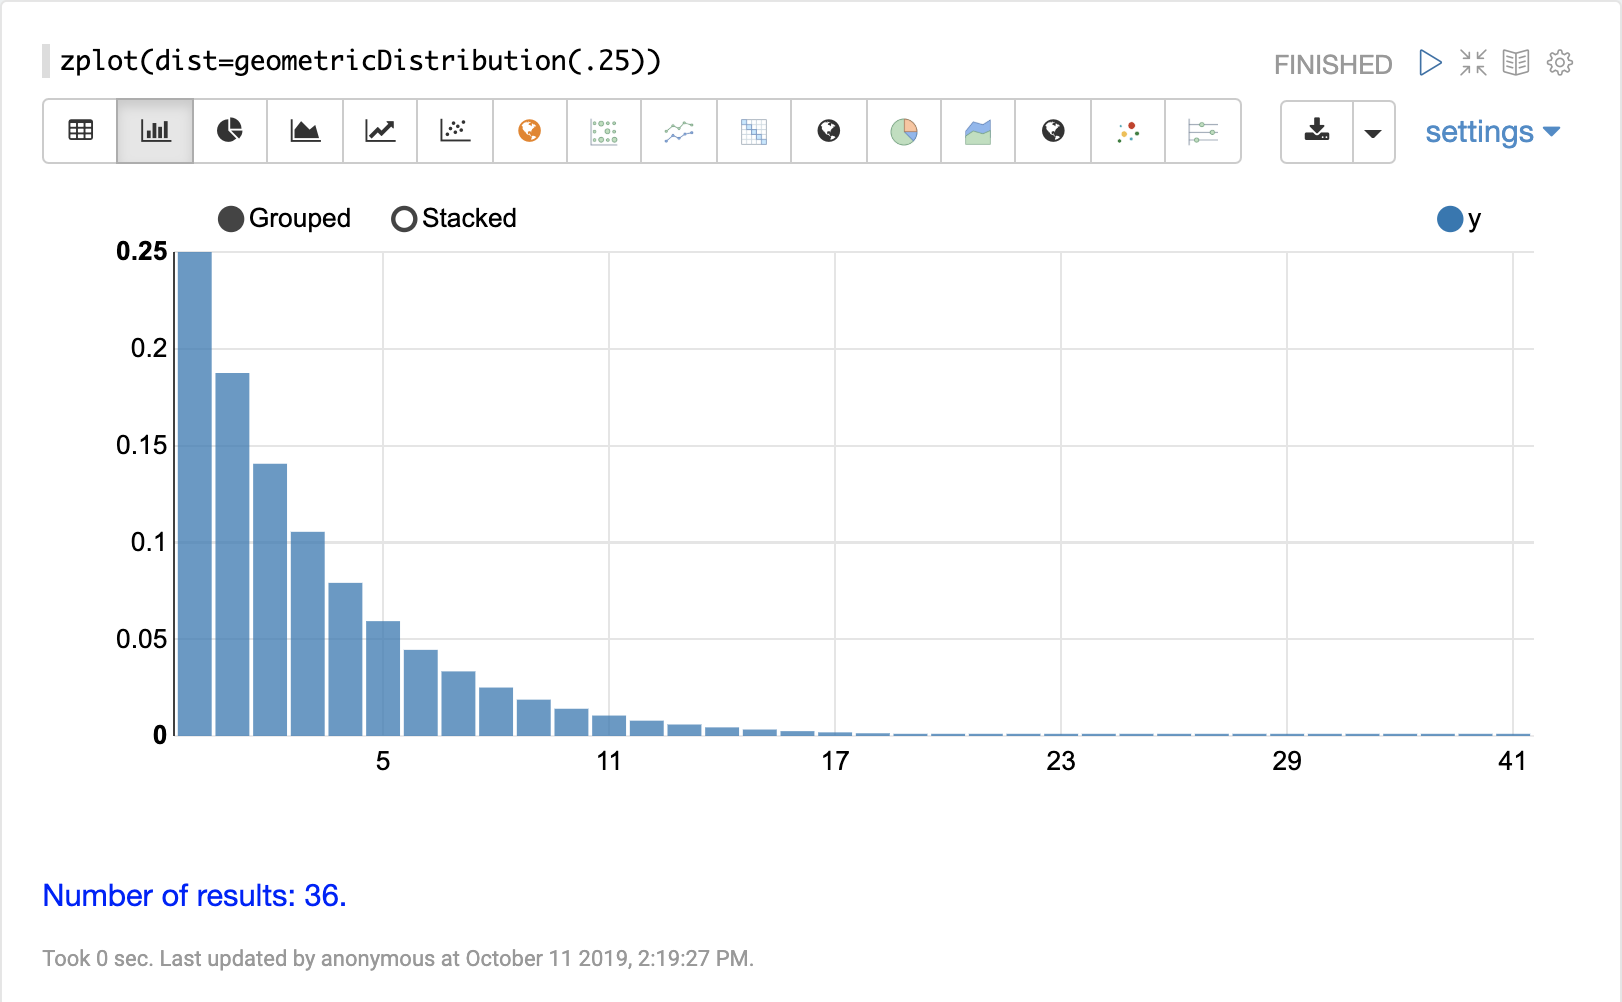 zplot(dist=geometricDistribution(.25))
FINISHED
settings
Grouped Stacked y
0.25
0.2
0.15
0.1
0.05
0
5 11 17 23 29 41
Number of results: 36.
Took 0 sec. Last updated by anonymous at October 11 2019, 2:19:27 PM.